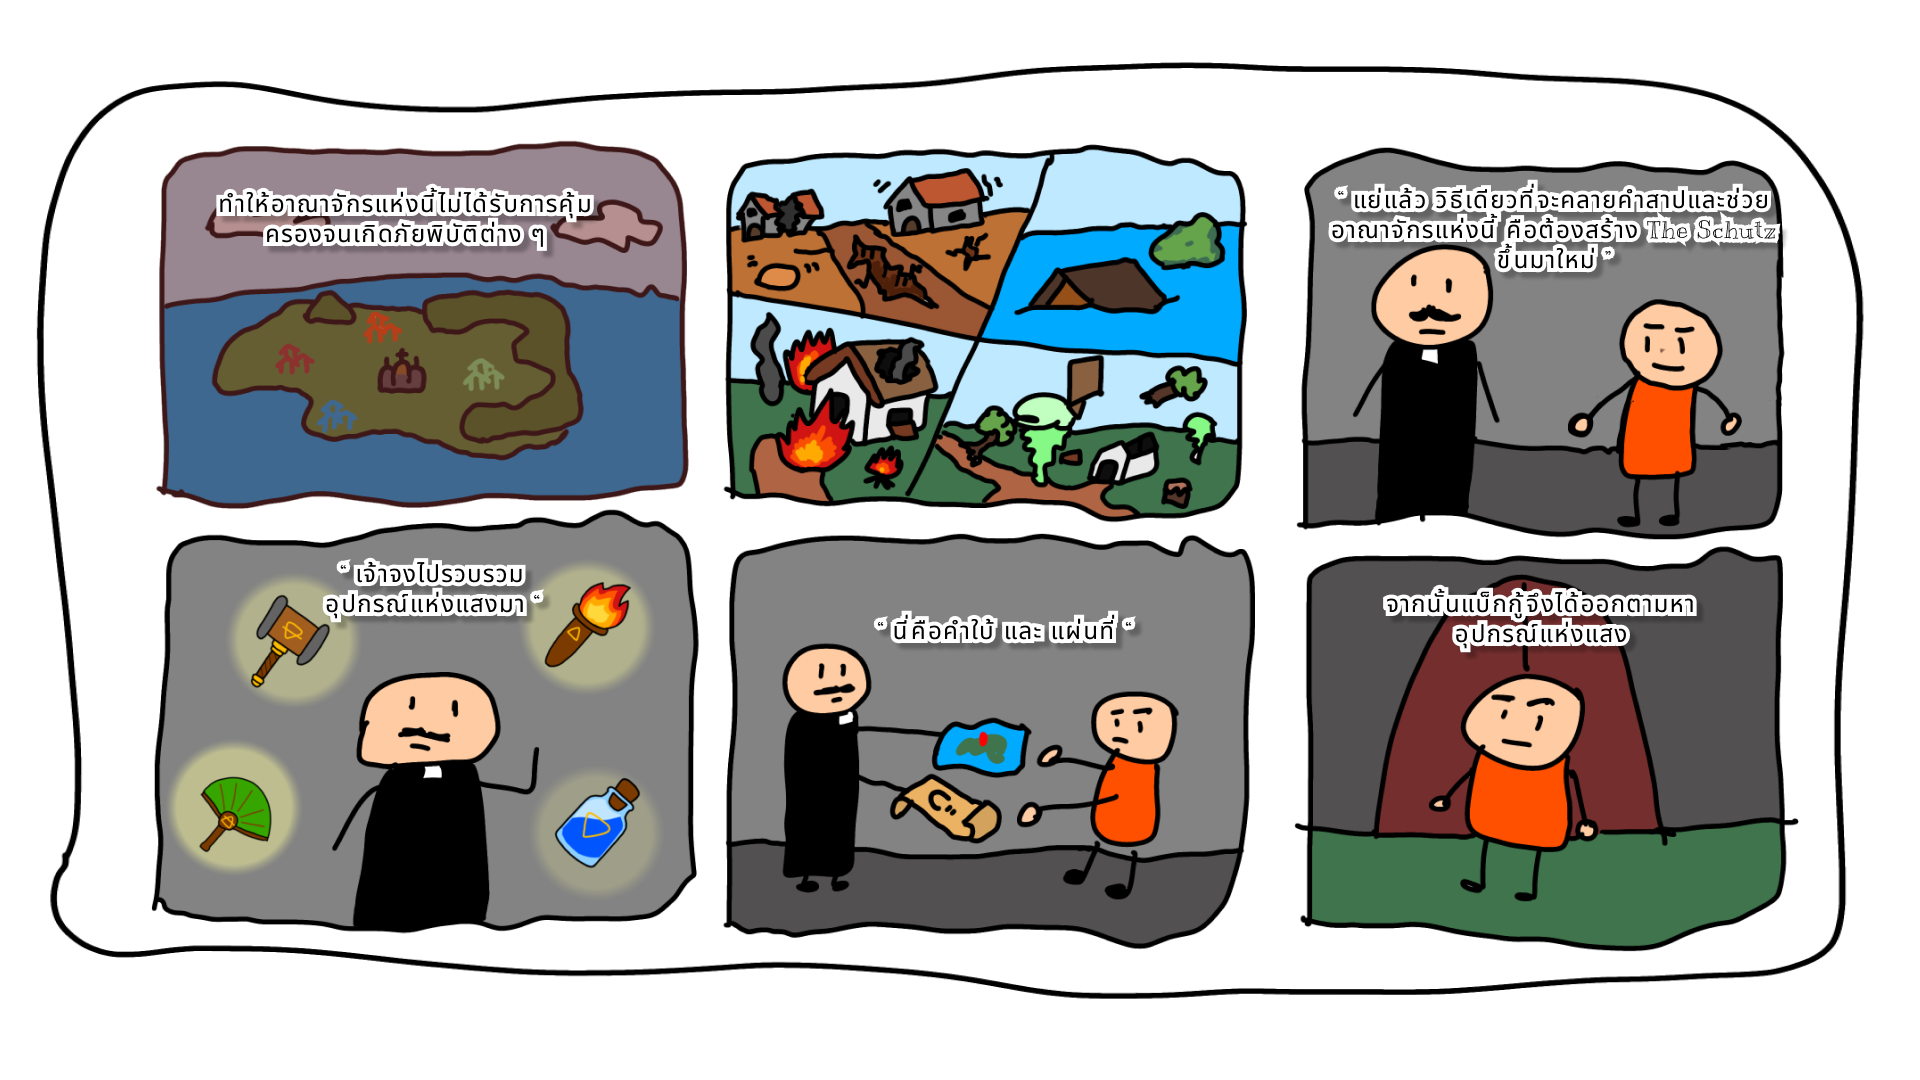 ทำให้อาณาจักรแห่งนี้ไม่ได้รับการคุ้ม
ครองจนเกิดภัยพิบัติต่าง ๆ
“ แย่แล้ว วิธีเดียวที่จะคลายคำสาปและช่วย
อาณาจักรแห่งนี้ คือต้องสร้าง The Schutz
ขึ้นมาใหม่ ”
“ เจ้าจงไปรวบรวม
อุปกรณ์แห่งแสงมา “
“ นี่คือคำใบ้ และ แผ่นที่ “
จากนั้นแบ็กกู้จึงได้ออกตามหา
อุปกรณ์แห่งแสง